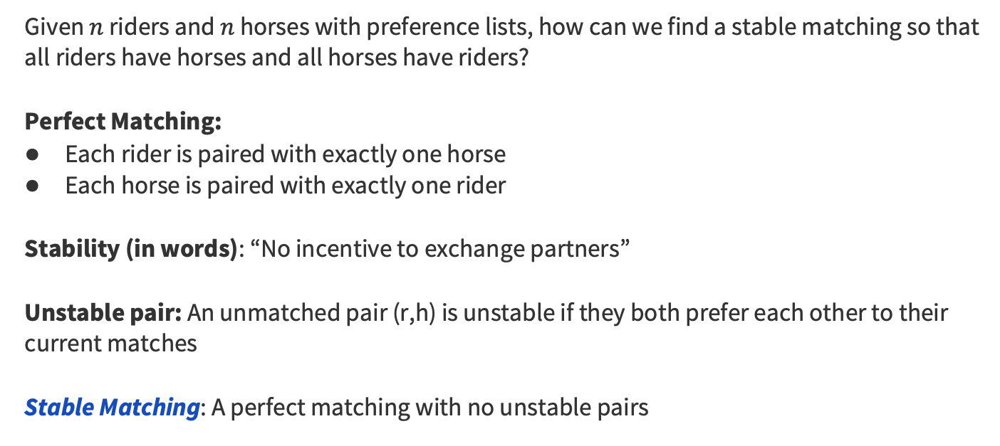 Given n riders and n horses with preference lists, how can we find a stable matching so that
all riders have horses and all horses have riders?
Perfect Matching:
● Each rider is paired with exactly one horse
● Each horse is paired with exactly one rider
Stability (in words): “No incentive to exchange partners”
Unstable pair: An unmatched pair (r,h) is unstable if they both prefer each other to their
current matches
Stable Matching: A perfect matching with no unstable pairs